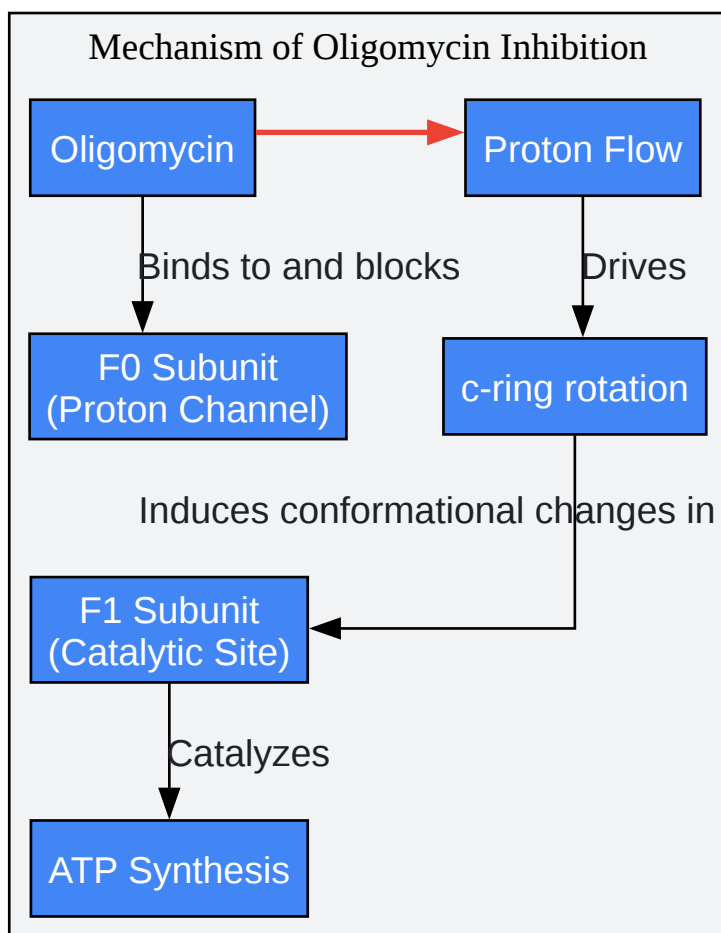 Mechanism of Oligomycin Inhibition
Oligomycin
Proton Flow
Binds to and blocks
Drives
F0 Subunit
(Proton Channel)
c-ring rotation
Induces conformational changes in
F1 Subunit
(Catalytic Site)
Catalyzes
ATP Synthesis